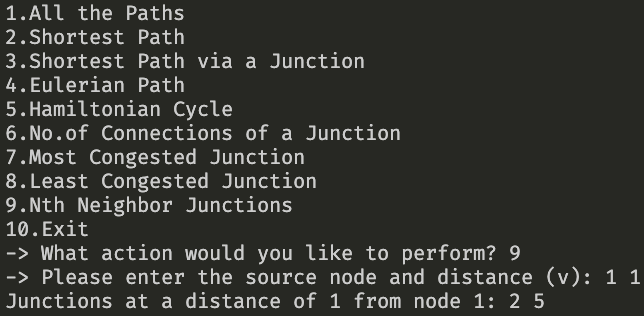 1.All the Paths
2.Shortest Path
3.Shortest Path via a Junction
4.Eulerian Path
5.Hamiltonian Cycle
6.No.of Connections of a Junction
7.Most Congested Junction
8.Least Congested Junction
9.Nth Neighbor Junctions
10.Exit
-> What action would you like to perform? 9
-> Please enter the source node and distance (v): 1 1
Junctions at a distance of 1 from node 1: 2 5